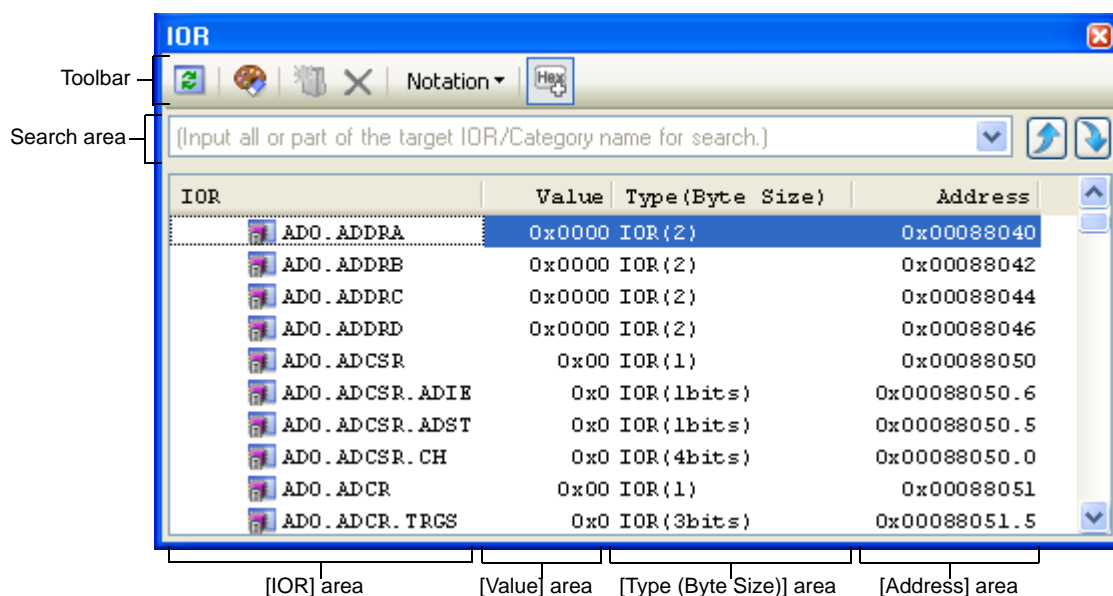 IOR
Toolbar
Notation
Hex
Search area
(Input all or part of the target IOR/Category name for search.)
IOR Value Type(Byte Size) Address
AD0.ADDRA 0x0000 IOR(2) 0x00088040
AD0.ADDRB 0x0000 IOR(2) 0x00088042
AD0.ADDRC 0x0000 IOR(2) 0x00088044
AD0.ADDRD 0x0000 IOR(2) 0x00088046
AD0.ADCSR 0x00 IOR(1) 0x00088050
AD0.ADCSR.ADIE 0x0 IOR(1bits) 0x00088050.6
AD0.ADCSR.ADST 0x0 IOR(1bits) 0x00088050.5
AD0.ADCSR.CH 0x0 IOR(4bits) 0x00088050.0
AD0.ADCR 0x00 IOR(1) 0x00088051
AD0.ADCR.TRGS 0x0 IOR(3bits) 0x00088051.5
[IOR] area [Value] area [Type (Byte Size)] area [Address] area